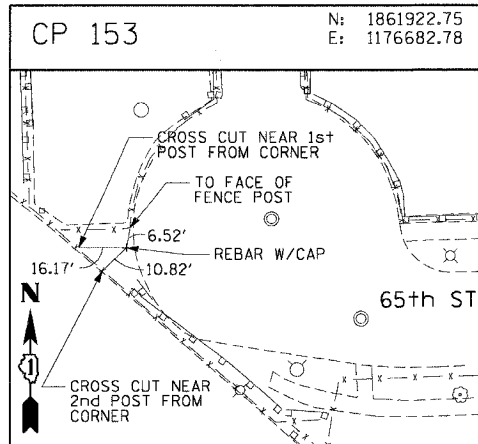 CP 153
N: 1861922.75
E: 1176682.78
CROSS CUT NEAR 1st
POST FROM CORNER
TO FACE OF
FENCE POST
6.52'
REBAR W/CAP
16.17'
10.82'
65th ST
N
CROSS CUT NEAR
2nd POST FROM
CORNER